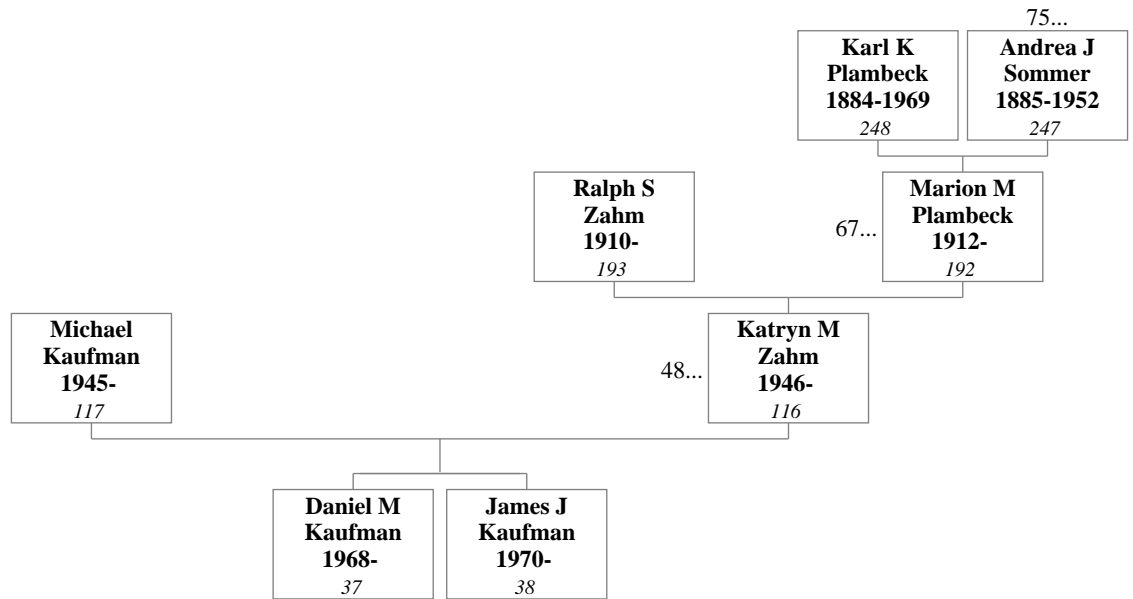 75...
Karl K
Plambeck
1884-1969
248
Andrea J
Sommer
1885-1952
247
Ralph S
Zahm
1910-
193
67...
Marion M
Plambeck
1912-
192
Michael
Kaufman
1945-
117
48...
Katryn M
Zahm
1946-
116
Daniel M
Kaufman
1968-
37
James J
Kaufman
1970-
38